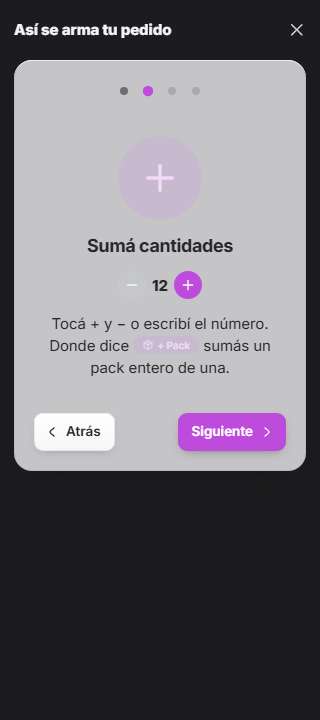 Así se arma tu pedido
Sumá cantidades
12
Tocá + y − o escribí el número.
Donde dice + Pack sumás un
pack entero de una.
Atrás
Siguiente